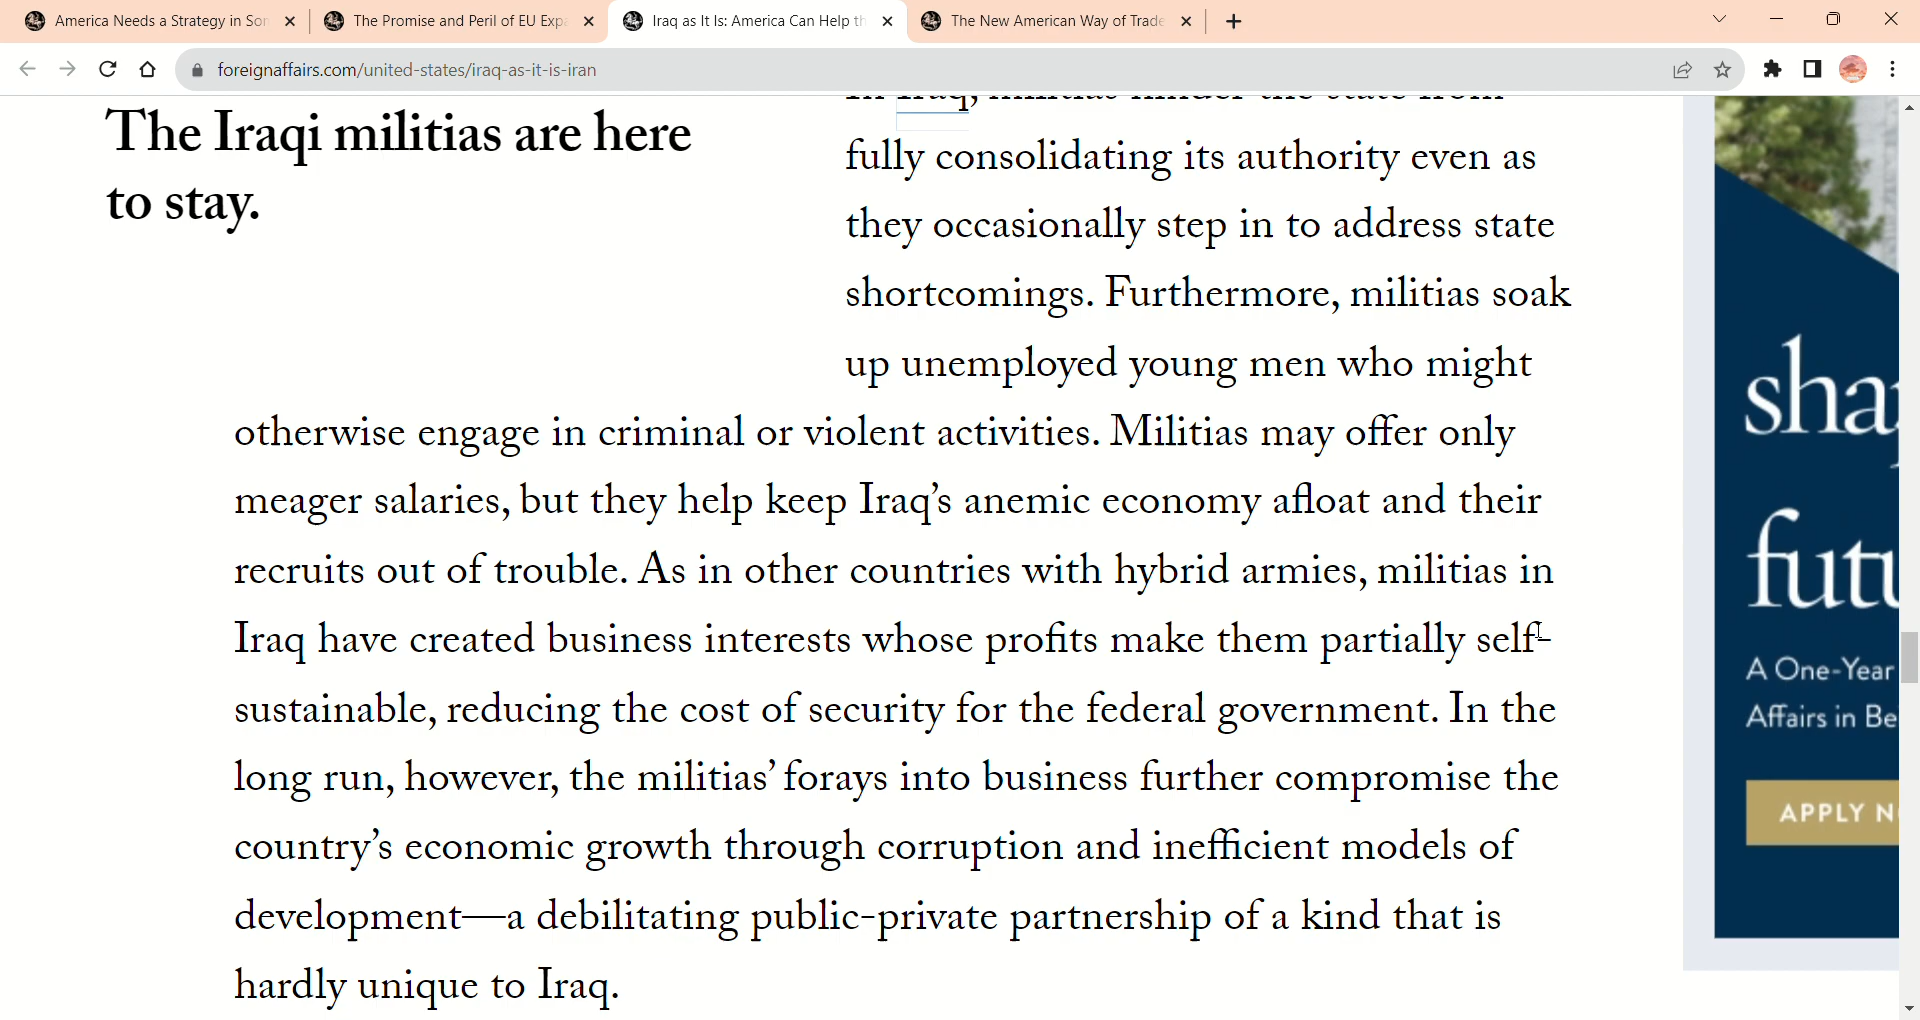 America Needs a Strategy in So
The Promise and Peril of EU Exp
Iraq as It Is: America Can Help th
The New American Way of Trade
foreignaffairs.com/united-states/iraq-as-it-is-iran
The Iraqi militias are here
to stay.
In Iraq, militias hinder the state from
fully consolidating its authority even as
they occasionally step in to address state
shortcomings. Furthermore, militias soak
up unemployed young men who might
otherwise engage in criminal or violent activities. Militias may offer only
meager salaries, but they help keep Iraq’s anemic economy afloat and their
recruits out of trouble. As in other countries with hybrid armies, militias in
Iraq have created business interests whose profits make them partially self-
sustainable, reducing the cost of security for the federal government. In the
long run, however, the militias’ forays into business further compromise the
country’s economic growth through corruption and inefficient models of
development—a debilitating public-private partnership of a kind that is
hardly unique to Iraq.
sha
futu
A One-Year
Affairs in Be
APPLY N